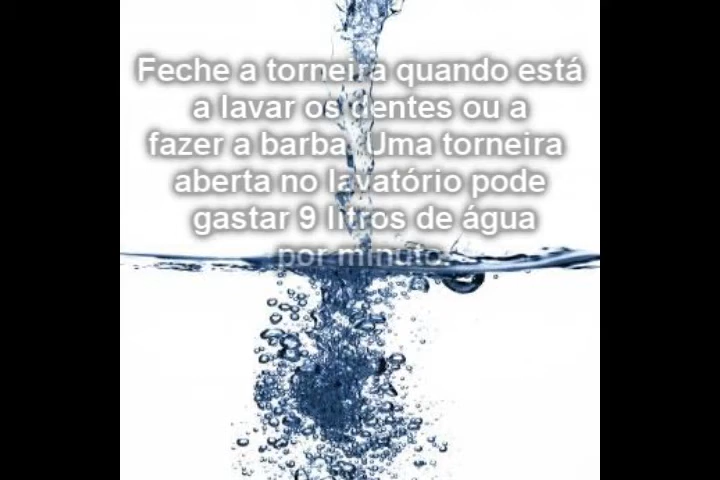 Feche a torneira quando está
a lavar os dentes ou a
fazer a barba. Uma torneira
aberta no lavatório pode
gastar 9 litros de água
por minuto.